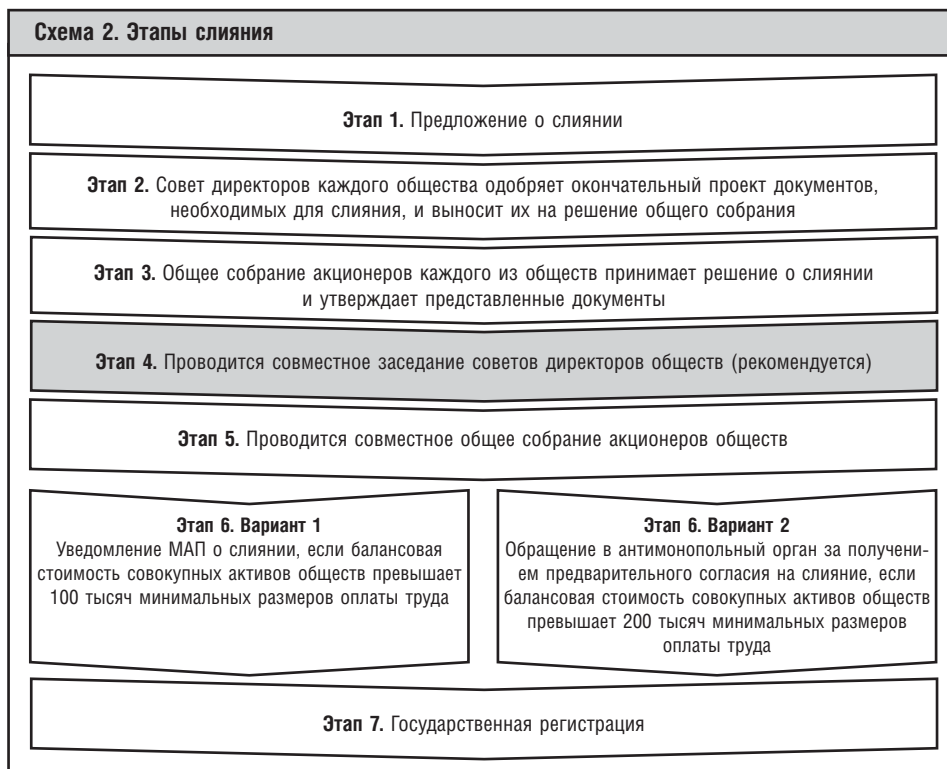 Схема 2. Этапы слияния
Этап 1. Предложение о слиянии
Этап 2. Совет директоров каждого общества одобряет окончательный проект документов,
необходимых для слияния, и выносит их на решение общего собрания
Этап 3. Общее собрание акционеров каждого из обществ принимает решение о слиянии
и утверждает представленные документы
Этап 4. Проводится совместное заседание советов директоров обществ (рекомендуется)
Этап 5. Проводится совместное общее собрание акционеров обществ
Этап 6. Вариант 1
Уведомление МАП о слиянии, если балансовая
стоимость совокупных активов обществ превышает
100 тысяч минимальных размеров оплаты труда
Этап 6. Вариант 2
Обращение в антимонопольный орган за получени-
ем предварительного согласия на слияние, если
балансовая стоимость совокупных активов обществ
превышает 200 тысяч минимальных размеров
оплаты труда
Этап 7. Государственная регистрация